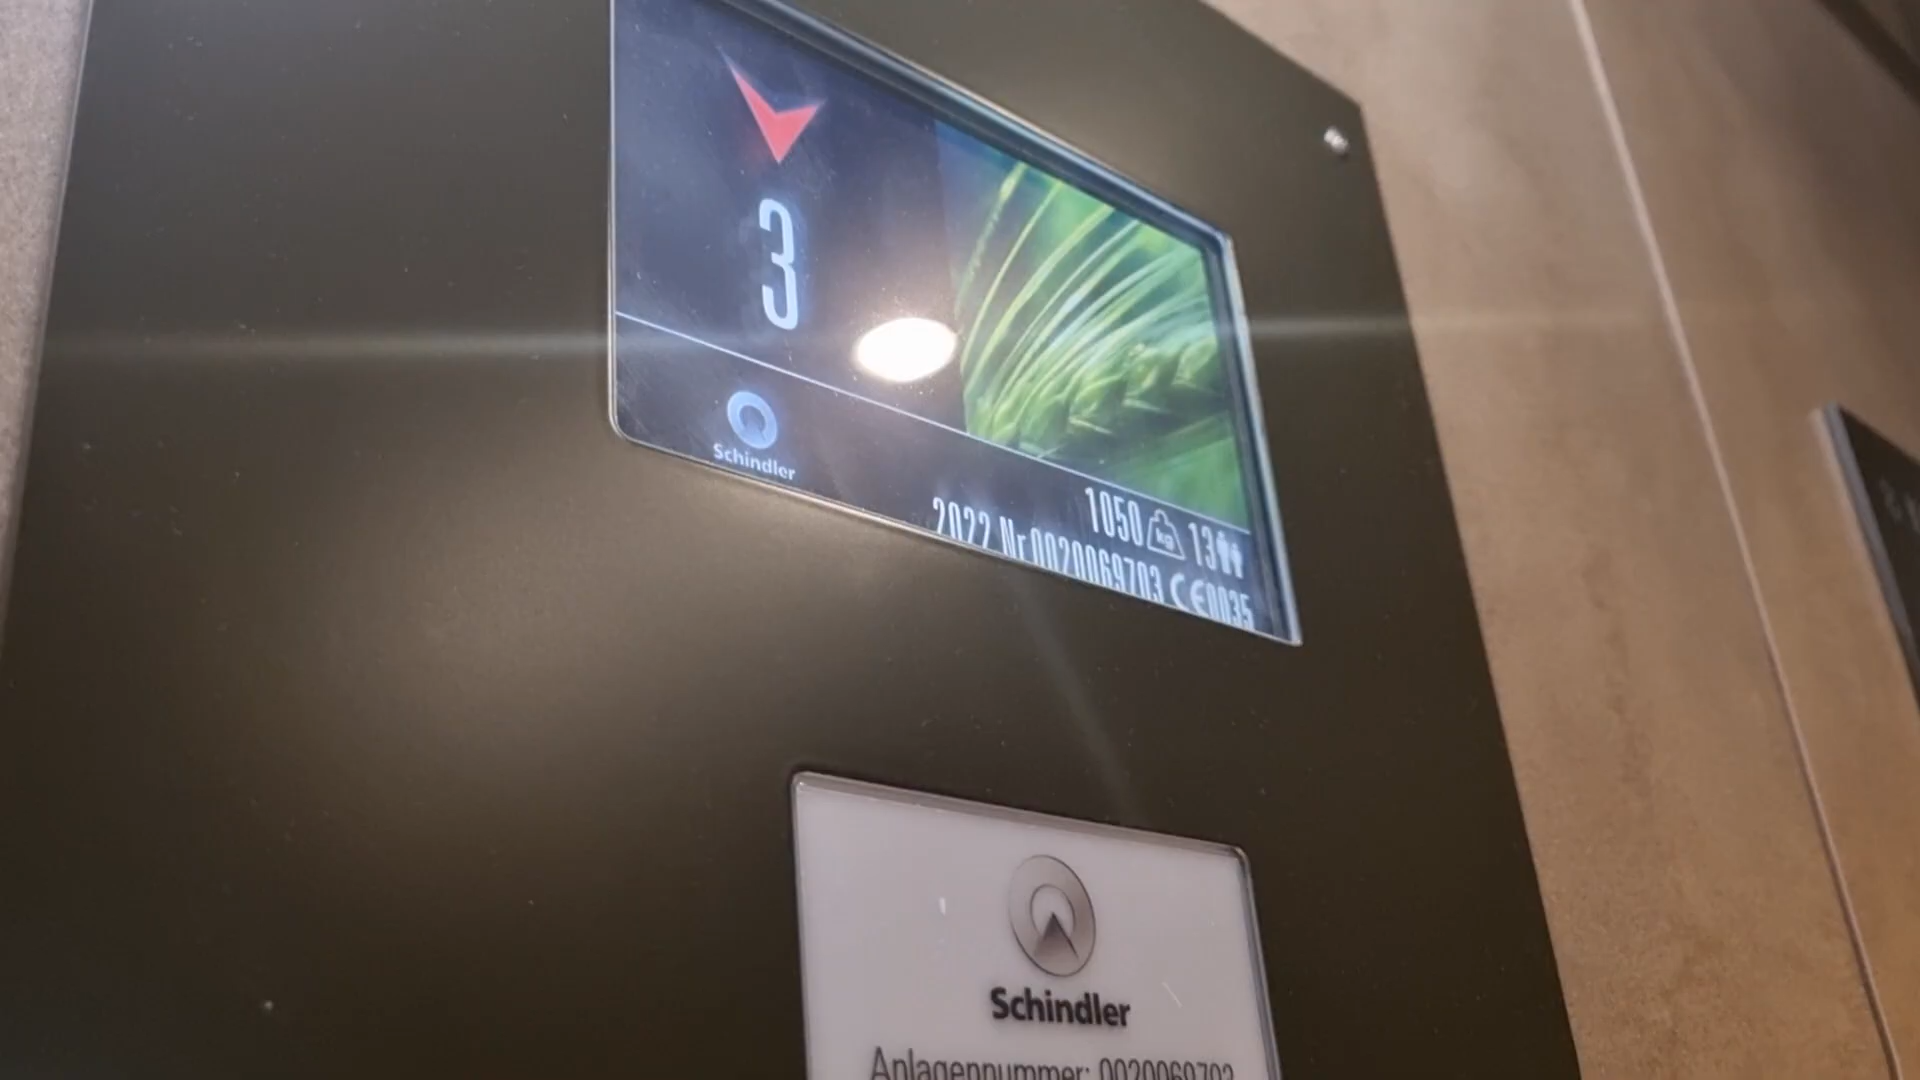 3
Schindler
1050 kg 13
2022 Nr.0020069703 CE0035
Schindler
Anlagennummer: 0020069703